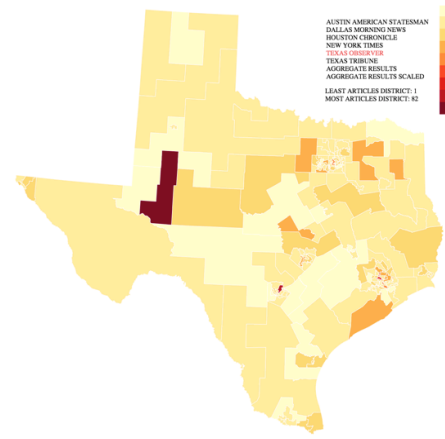 AUSTIN AMERICAN STATESMAN
DALLAS MORNING NEWS
HOUSTON CHRONICLE
NEW YORK TIMES
TEXAS OBSERVER
TEXAS TRIBUNE
AGGREGATE RESULTS
AGGREGATE RESULTS SCALED
LEAST ARTICLES DISTRICT: 1
MOST ARTICLES DISTRICT: 82